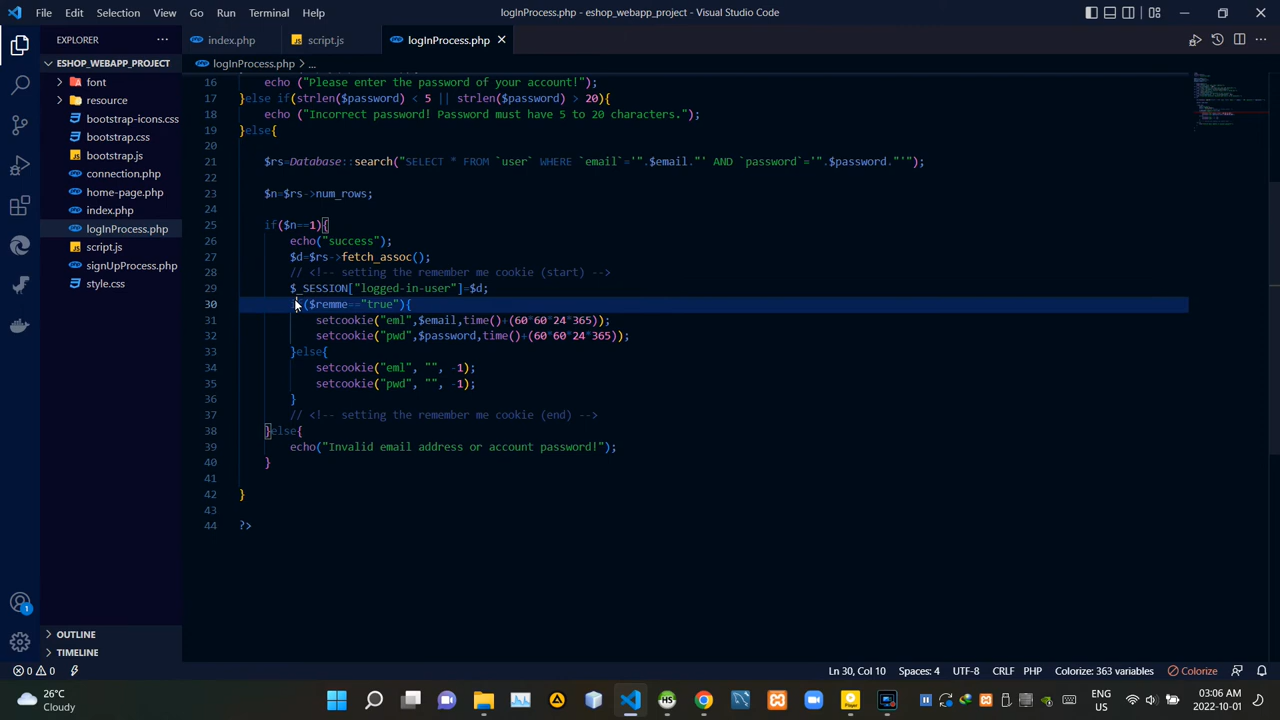 File Edit Selection View Go Run Terminal Help
logInProcess.php - eshop_webapp_project - Visual Studio Code
EXPLORER
index.php
script.js
logInProcess.php
ESHOP_WEBAPP_PROJECT
logInProcess.php > ...
font
resource
bootstrap-icons.css
bootstrap.css
bootstrap.js
connection.php
home-page.php
index.php
logInProcess.php
script.js
signUpProcess.php
style.css
16 echo ("Please enter the password of your account!");
17 }else if(strlen($password) < 5 || strlen($password) > 20){
18 echo ("Incorrect password! Password must have 5 to 20 characters.");
19 }else{
20
21 $rs=Database::search("SELECT * FROM `user` WHERE `email`='".$email."' AND `password`='".$password."'");
22
23 $n=$rs->num_rows;
24
25 if($n==1){
26 echo("success");
27 $d=$rs->fetch_assoc();
28 // <!-- setting the remember me cookie (start) -->
29 $_SESSION["logged-in-user"]=$d;
30 if($remme=="true"){
31 setcookie("eml",$email,time()+(60*60*24*365));
32 setcookie("pwd",$password,time()+(60*60*24*365));
33 }else{
34 setcookie("eml", "", -1);
35 setcookie("pwd", "", -1);
36 }
37 // <!-- setting the remember me cookie (end) -->
38 }else{
39 echo("Invalid email address or account password!");
40 }
41
42 }
43
44 ?>
OUTLINE
TIMELINE
1
0 0
Ln 30, Col 10 Spaces: 4 UTF-8 CRLF PHP Colorize: 363 variables Colorize
26°C
Cloudy
ENG
US
03:06 AM
2022-10-01